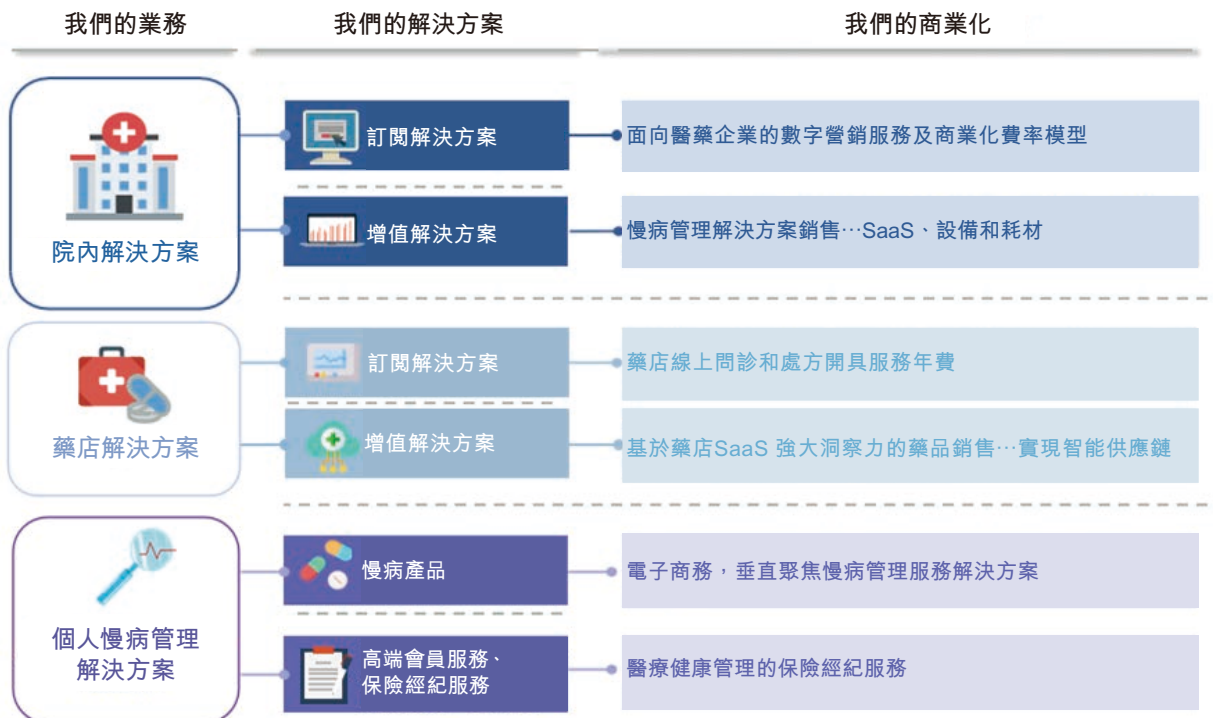 我們的業務
我們的解決方案
我們的商業化
院內解決方案
訂閱解決方案
面向醫藥企業的數字營銷服務及商業化費率模型
增值解決方案
慢病管理解決方案銷售…SaaS、設備和耗材
藥店解決方案
訂閱解決方案
藥店線上問診和處方開具服務年費
增值解決方案
基於藥店SaaS 強大洞察力的藥品銷售…實現智能供應鏈
個人慢病管理
解決方案
慢病產品
電子商務，垂直聚焦慢病管理服務解決方案
高端會員服務、
保險經紀服務
醫療健康管理的保險經紀服務